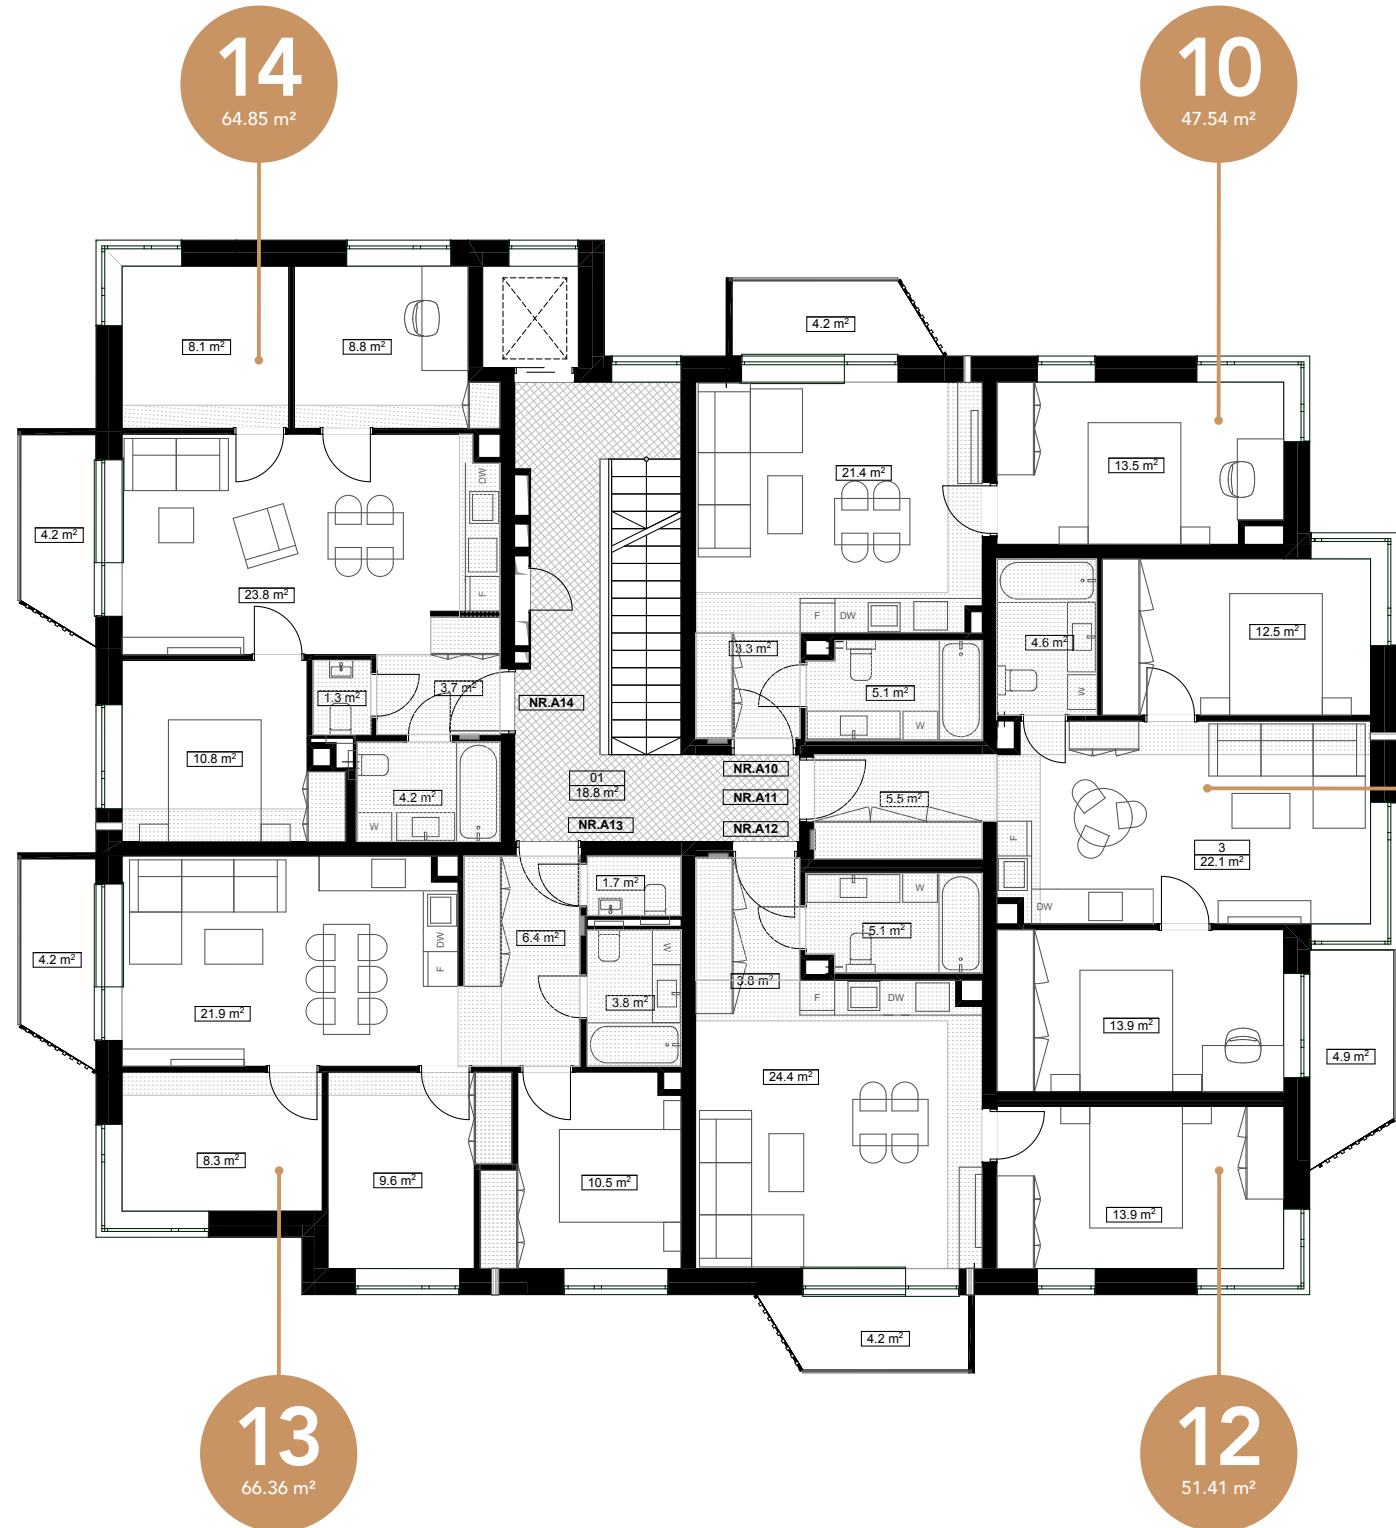 14
64.85 m²
10
47.54 m²
4.2 m²
8.1 m²
8.8 m²
21.4 m²
13.5 m²
DW
4.2 m²
23.8 m²
F
F
DW
12.5 m²
4.6 m²
3.3 m²
1.3 m²
3.7 m²
5.1 m²
W
W
NR.A14
10.8 m²
01
18.8 m²
NR.A10
NR.A11
NR.A12
NR.A13
4.2 m²
W
5.5 m²
F
3
22.1 m²
DW
1.7 m²
W
5.1 m²
6.4 m²
DW
F
W
4.2 m²
21.9 m²
3.8 m²
3.8 m²
F
DW
13.9 m²
4.9 m²
24.4 m²
8.3 m²
9.6 m²
10.5 m²
13.9 m²
4.2 m²
13
66.36 m²
12
51.41 m²